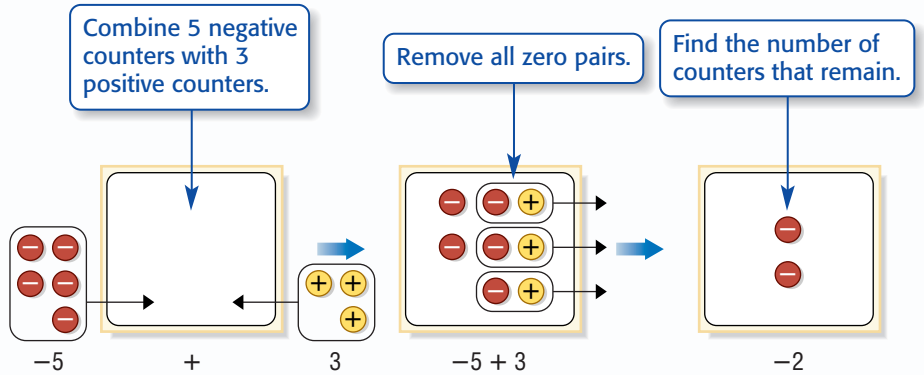 Combine 5 negative
counters with 3
positive counters.
Remove all zero pairs.
Find the number of
counters that remain.
− − + − + −
− − + + − − +
− − + − + −
− +
−5 + 3 −5 + 3 −2